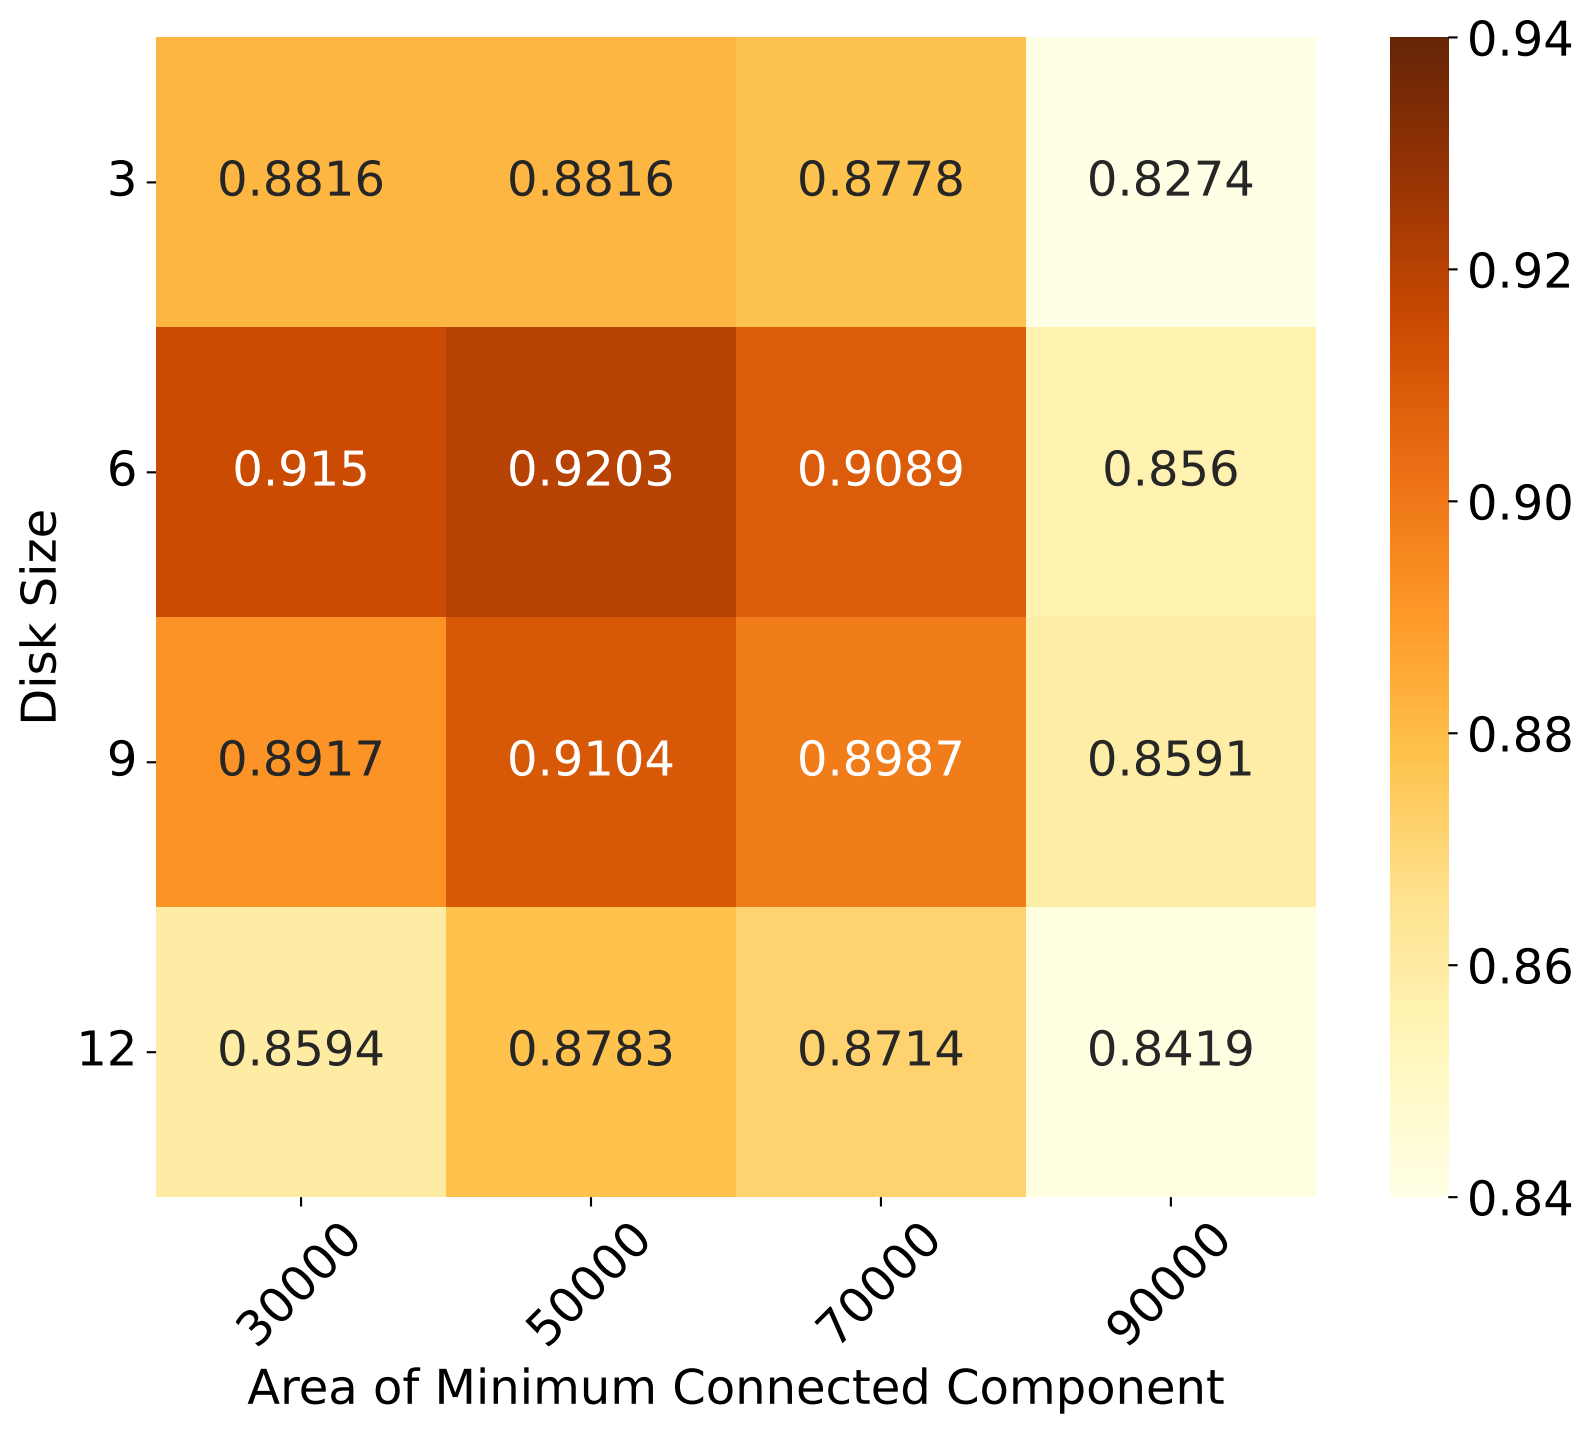 0.94
3 0.8816 0.8816 0.8778 0.8274
0.92
6 0.915 0.9203 0.9089 0.856
0.90
Disk Size
0.88
9 0.8917 0.9104 0.8987 0.8591
0.86
12 0.8594 0.8783 0.8714 0.8419
0.84
30000 50000 70000 90000
Area of Minimum Connected Component